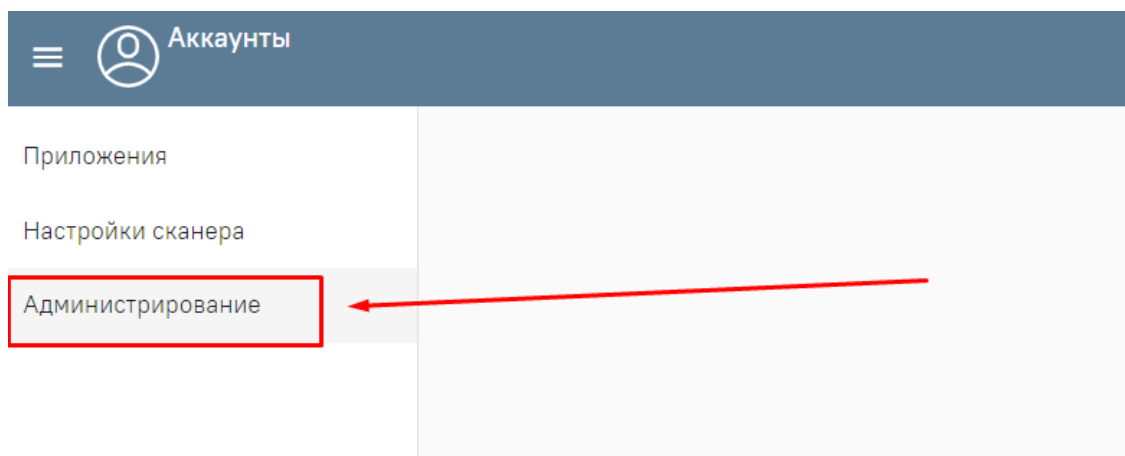 Аккаунты
Приложения
Настройки сканера
Администрирование